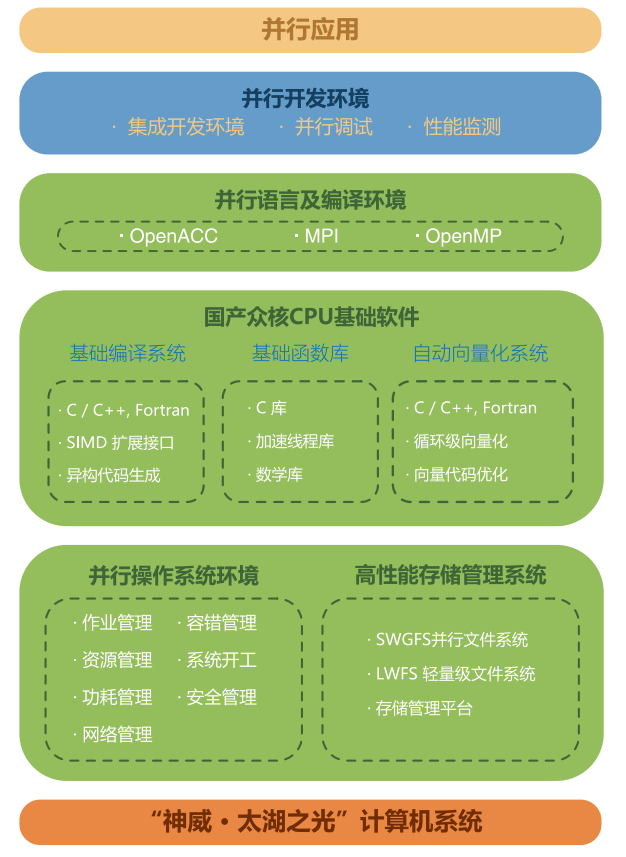 并行应用
并行开发环境
· 集成开发环境 · 并行调试 · 性能监测
并行语言及编译环境
· OpenACC · MPI · OpenMP
国产众核CPU基础软件
基础编译系统 基础函数库 自动向量化系统
· C / C++, Fortran · C 库 · C / C++, Fortran
· SIMD 扩展接口 · 加速线程库 · 循环级向量化
· 异构代码生成 · 数学库 · 向量代码优化
并行操作系统环境
· 作业管理 · 容错管理
· 资源管理 · 系统开工
· 功耗管理 · 安全管理
· 网络管理
高性能存储管理系统
· SWGFS并行文件系统
· LWFS 轻量级文件系统
· 存储管理平台
“神威·太湖之光” 计算机系统